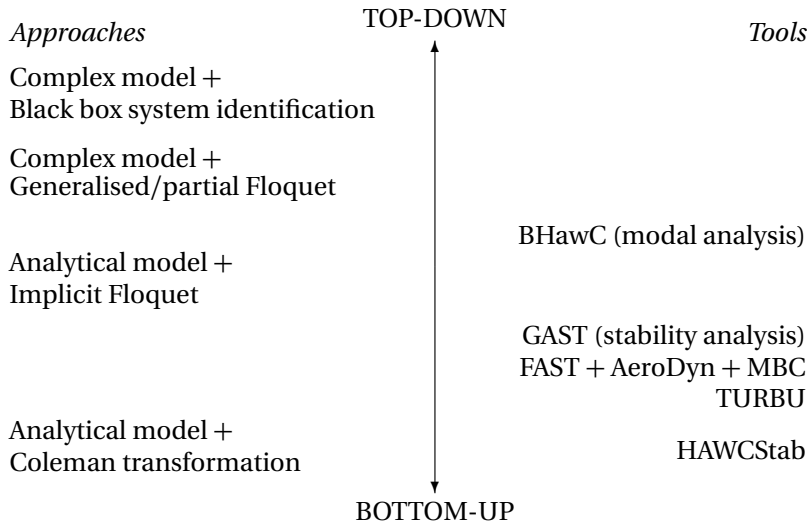 TOP-DOWN
Approaches
Tools
Complex model +
Black box system identification
Complex model +
Generalised/partial Floquet
BHawC (modal analysis)
Analytical model +
Implicit Floquet
GAST (stability analysis)
FAST + AeroDyn + MBC
TURBU
Analytical model +
Coleman transformation
HAWCStab
BOTTOM-UP